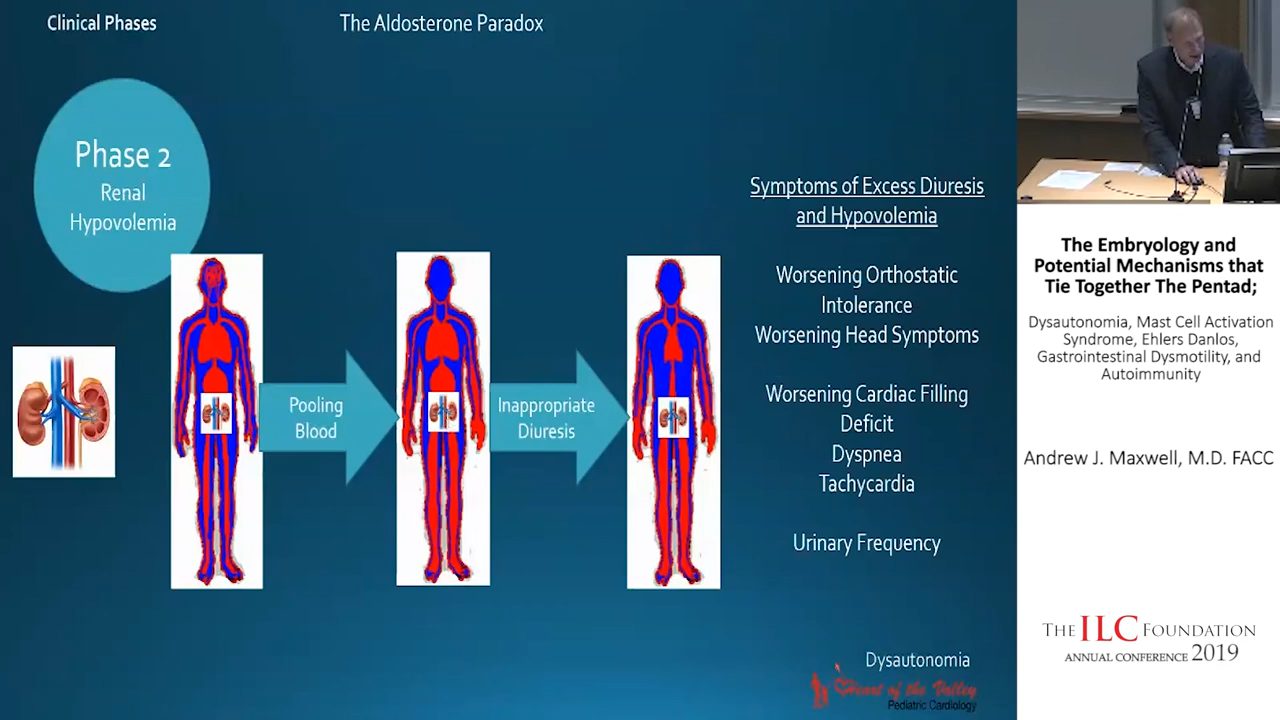 Clinical Phases
The Aldosterone Paradox
Phase 2
Renal
Hypovolemia
Pooling
Blood
Inappropriate
Diuresis
Symptoms of Excess Diuresis
and Hypovolemia
Worsening Orthostatic
Intolerance
Worsening Head Symptoms
Worsening Cardiac Filling
Deficit
Dyspnea
Tachycardia
Urinary Frequency
Dysautonomia
Heart of the Valley
Pediatric Cardiology
The Embryology and
Potential Mechanisms that
Tie Together The Pentad;
Dysautonomia, Mast Cell Activation
Syndrome, Ehlers Danlos,
Gastrointestinal Dysmotility, and
Autoimmunity
Andrew J. Maxwell, M.D. FACC
THE ILC FOUNDATION
ANNUAL CONFERENCE 2019